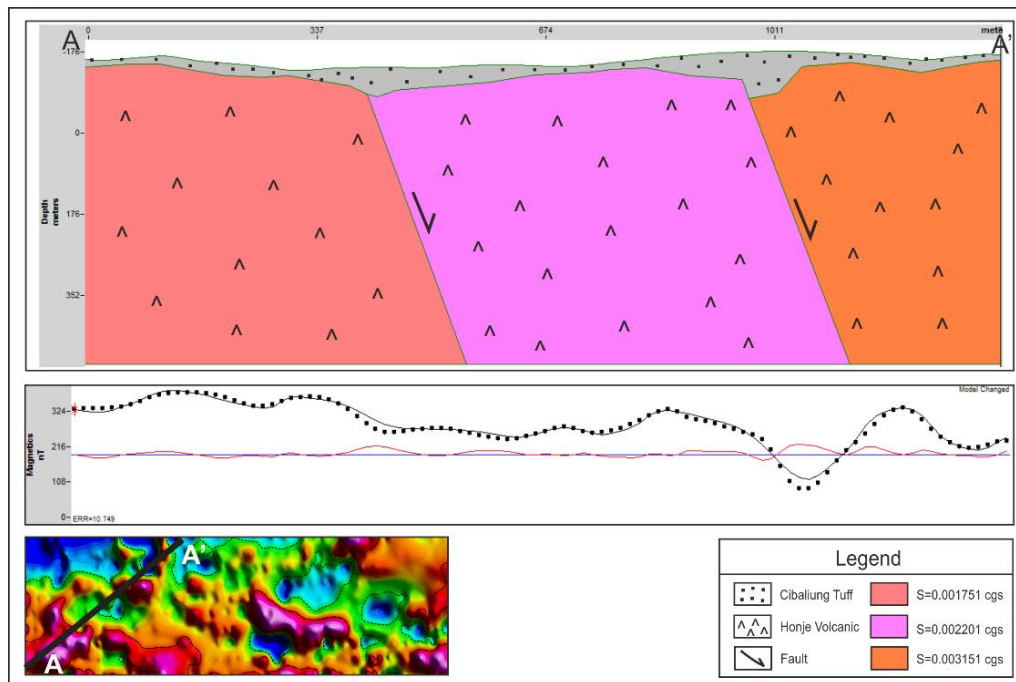 A 0 337 674 1011 mete A'
-176
0
176
352
Depth
meters
Model Changed
324
216
108
0
Magnetics
nT
ERR=10.749
A'
A
Legend
Cibaliung Tuff S=0.001751 cgs
Honje Volcanic S=0.002201 cgs
Fault S=0.003151 cgs